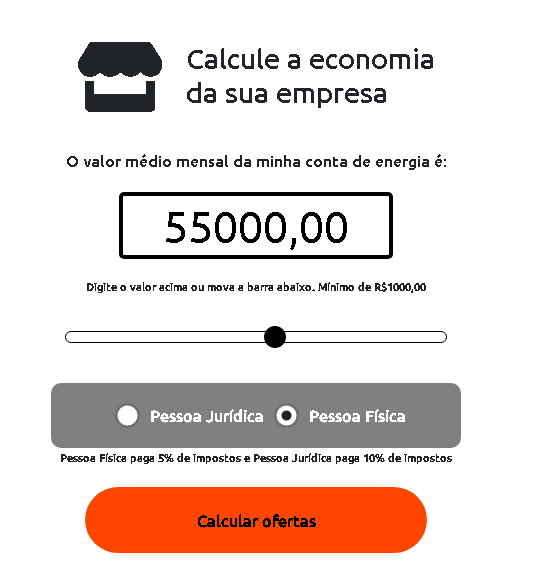 Calcule a economia
da sua empresa
O valor médio mensal da minha conta de energia é:
55000,00
Digite o valor acima ou mova a barra abaixo. Mínimo de R$1000,00
Pessoa Jurídica Pessoa Física
Pessoa Física paga 5% de impostos e Pessoa Jurídica paga 10% de impostos
Calcular ofertas